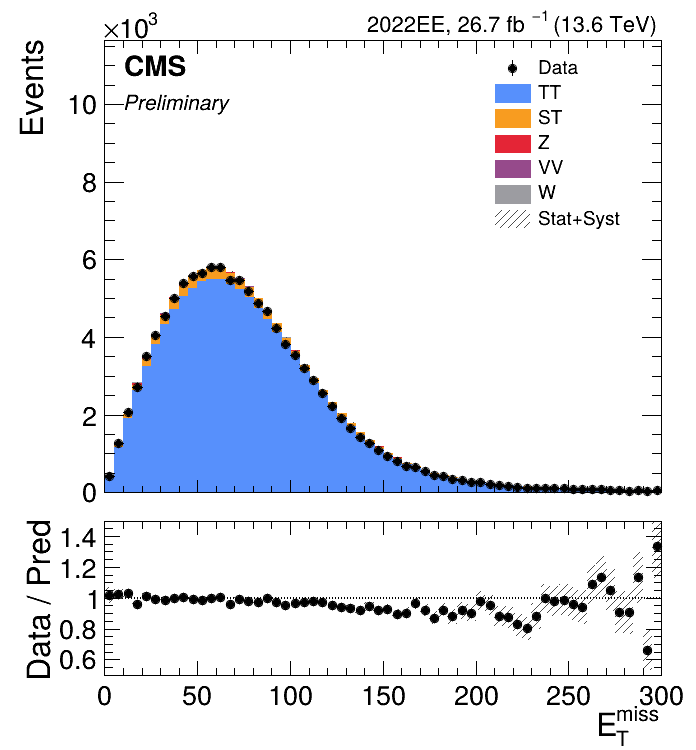 ×10³
2022EE, 26.7 fb⁻¹ (13.6 TeV)
Events
CMS
Preliminary
Data
TT
ST
Z
VV
W
Stat+Syst
10
8
6
4
2
0
Data / Pred
1.4
1.2
1
0.8
0.6
0 50 100 150 200 250 300
E_T^miss